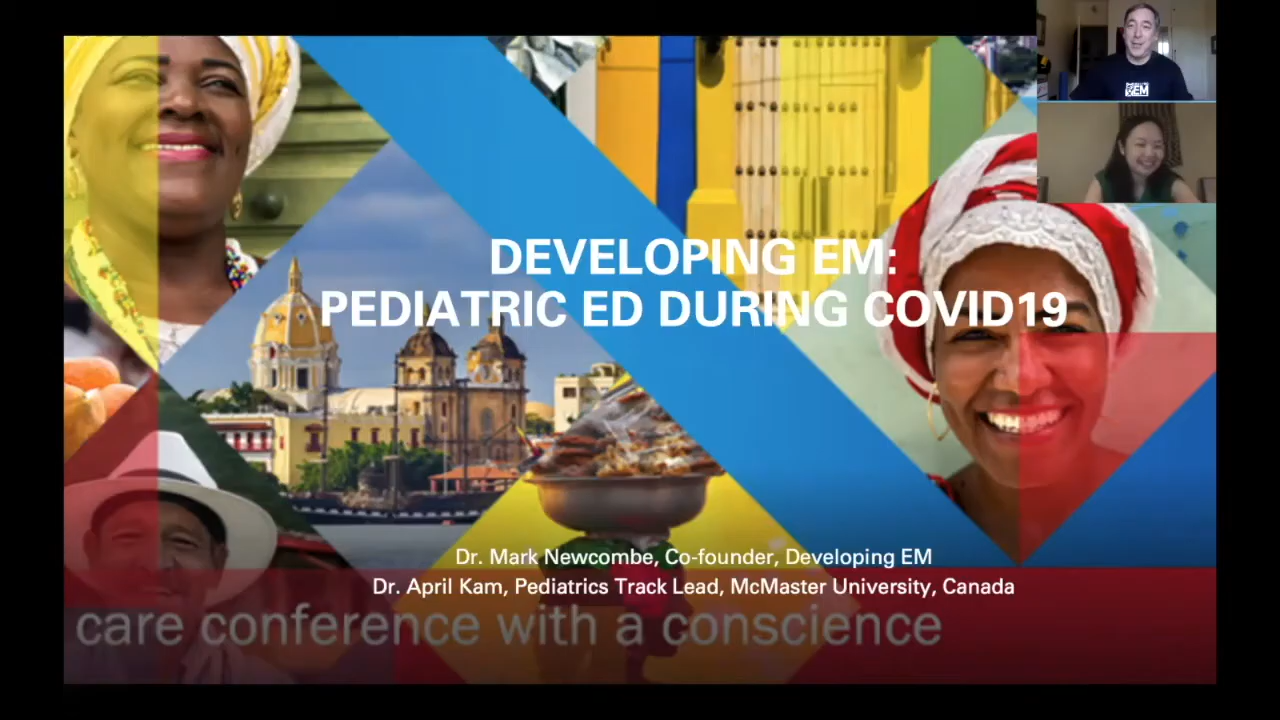 DEVELOPING EM:
PEDIATRIC ED DURING COVID19
Dr. Mark Newcombe, Co-founder, Developing EM
Dr. April Kam, Pediatrics Track Lead, McMaster University, Canada
care conference with a conscience